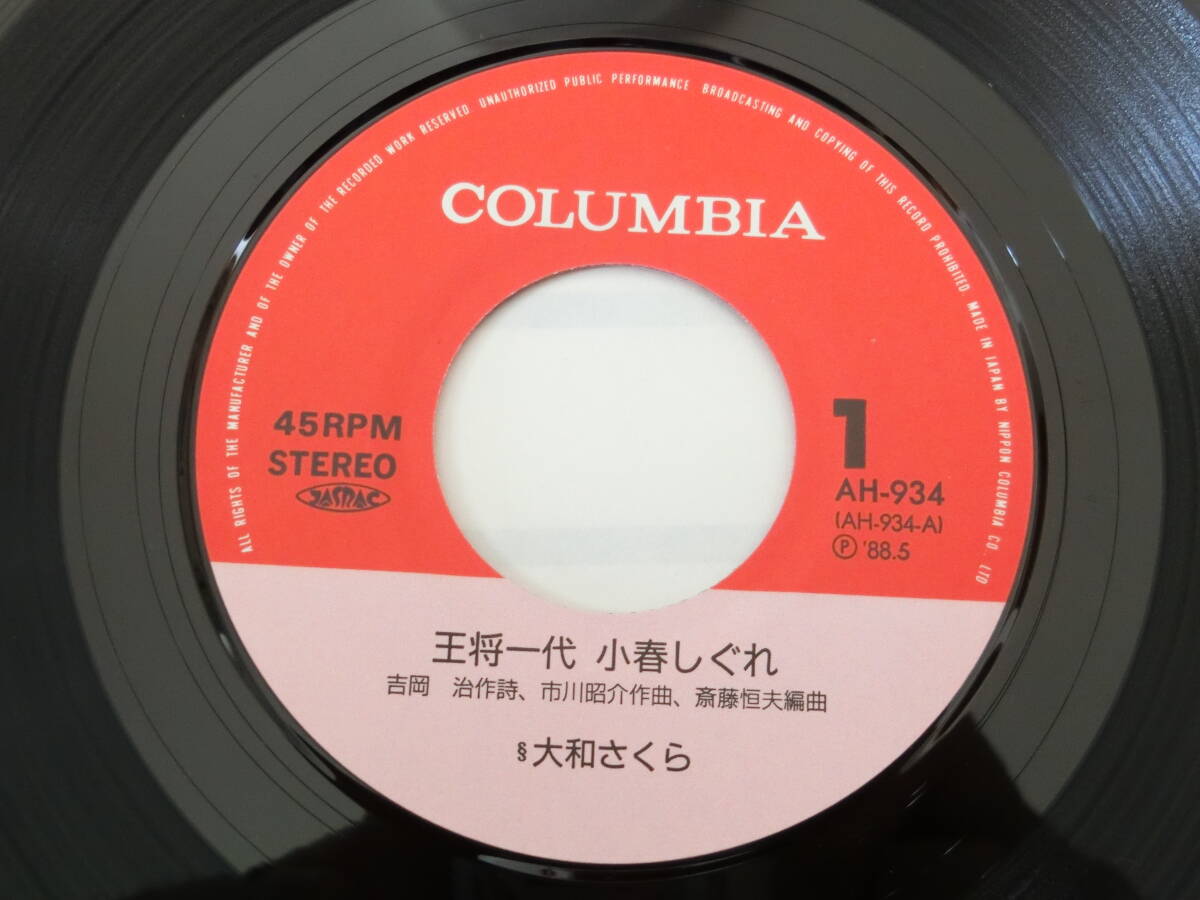 ALL RIGHTS OF THE MANUFACTURER AND OF THE OWNER OF THE RECORDED WORK RESERVED. UNAUTHORIZED PUBLIC PERFORMANCE BROADCASTING AND COPYING OF THIS RECORD PROHIBITED. MADE IN JAPAN BY NIPPON COLUMBIA CO. LTD
COLUMBIA
45RPM
STEREO
JASRAC
1
AH-934
(AH-934-A)
Ⓟ '88.5
王将一代 小春しぐれ
吉岡 治作詩、市川昭介作曲、斎藤恒夫編曲
§大和さくら